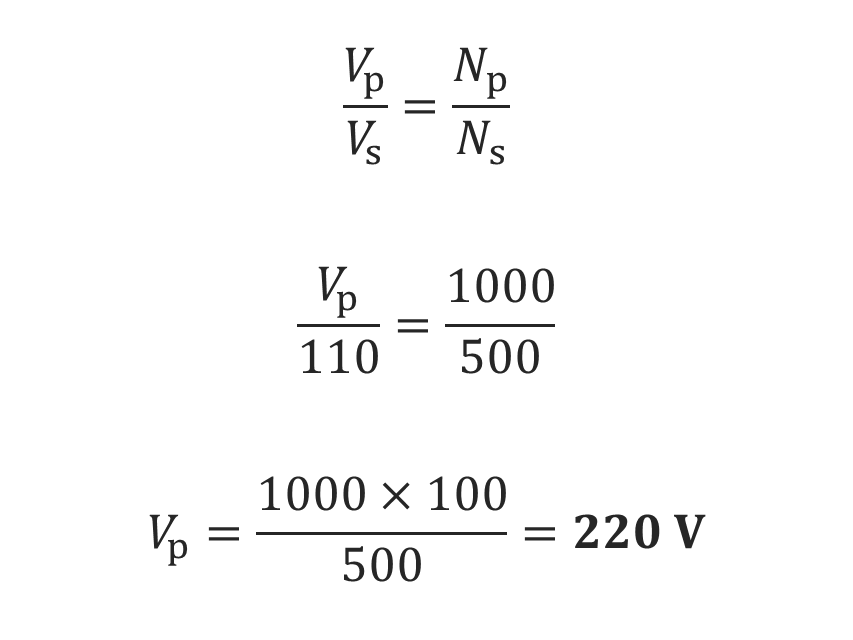 Vp/Vs = Np/Ns
Vp/110 = 1000/500
Vp = 1000 × 100/500 = 220 V